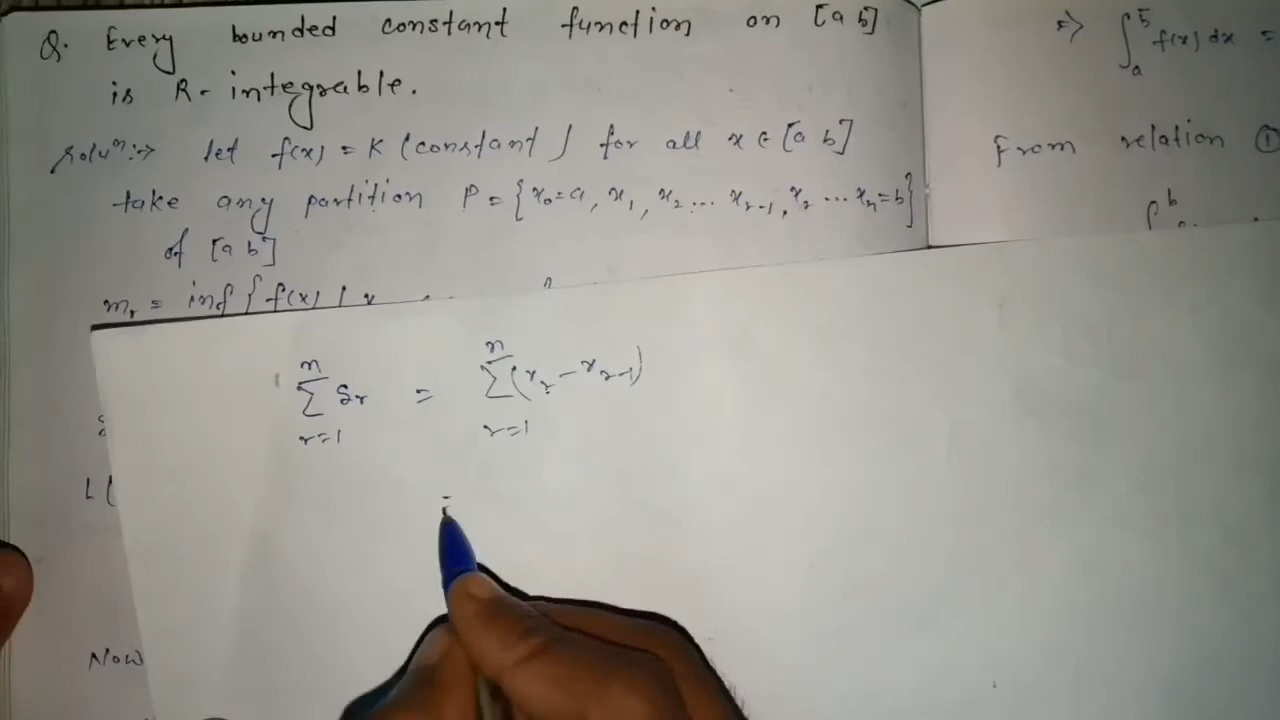 Q. Every bounded constant function on [a b]
is R-integrable.
Soluⁿ:-> let f(x) = K (constant) for all x ∈ [a b]
take any partition P = {x₀=a, x₁, x₂ ... xᵣ₋₁, xᵣ ... xₙ=b}
of [a b]
mᵣ = inf { f(x) | x
L(
Now
=> ∫ₐᵇ f(x) dx =
From relation ①
∫ᵇ
n n
∑ δᵣ = ∑ (xᵣ - xᵣ₋₁)
r=1 r=1
=